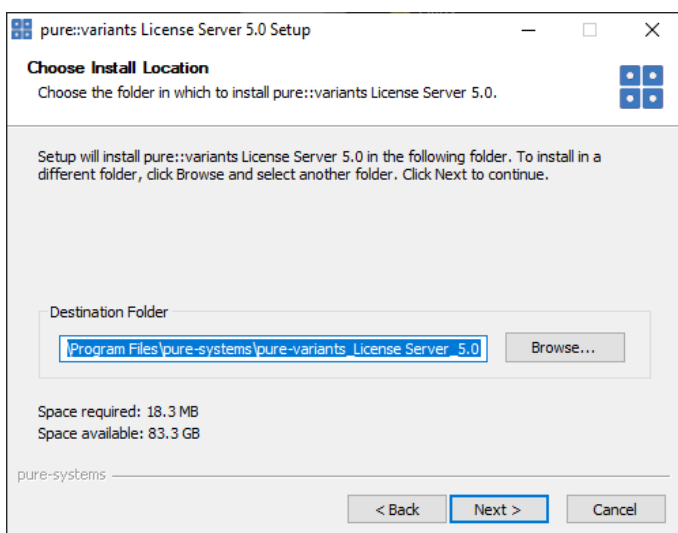 pure::variants License Server 5.0 Setup
Choose Install Location
Choose the folder in which to install pure::variants License Server 5.0.
Setup will install pure::variants License Server 5.0 in the following folder. To install in a
different folder, click Browse and select another folder. Click Next to continue.
Destination Folder
\Program Files\pure-systems\pure-variants_License Server_5.0
Browse...
Space required: 18.3 MB
Space available: 83.3 GB
pure-systems
< Back
Next >
Cancel